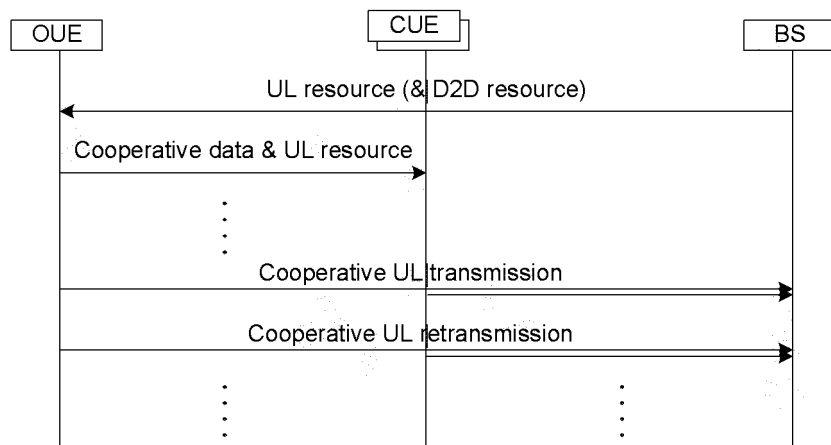 OUE
CUE
BS
UL resource (& D2D resource)
Cooperative data & UL resource
Cooperative UL transmission
Cooperative UL retransmission